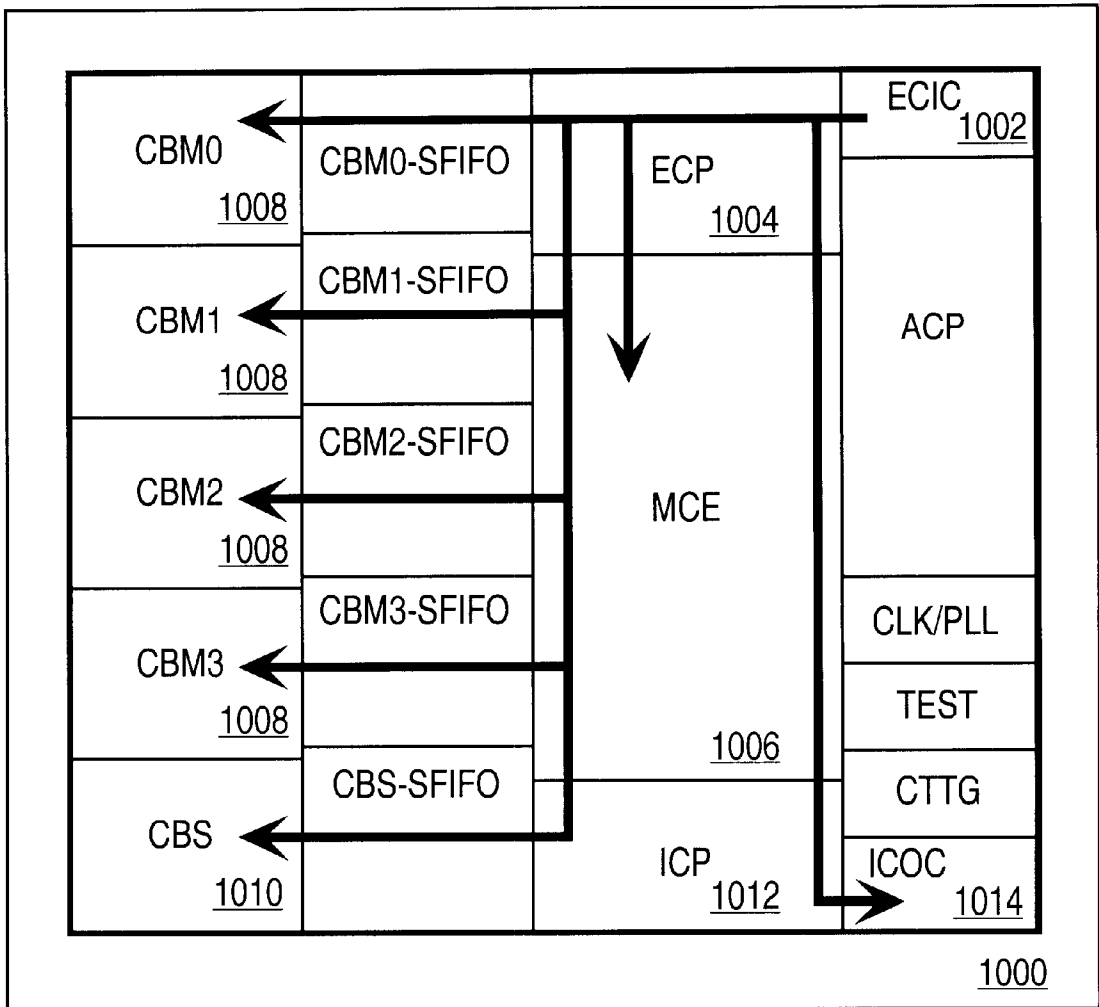 CBM0
1008
CBM1
1008
CBM2
1008
CBM3
1008
CBS
1010
CBM0-SFIFO
CBM1-SFIFO
CBM2-SFIFO
CBM3-SFIFO
CBS-SFIFO
ECP
1004
MCE
1006
ICP
1012
ECIC
1002
ACP
CLK/PLL
TEST
CTTG
ICOC
1014
1000